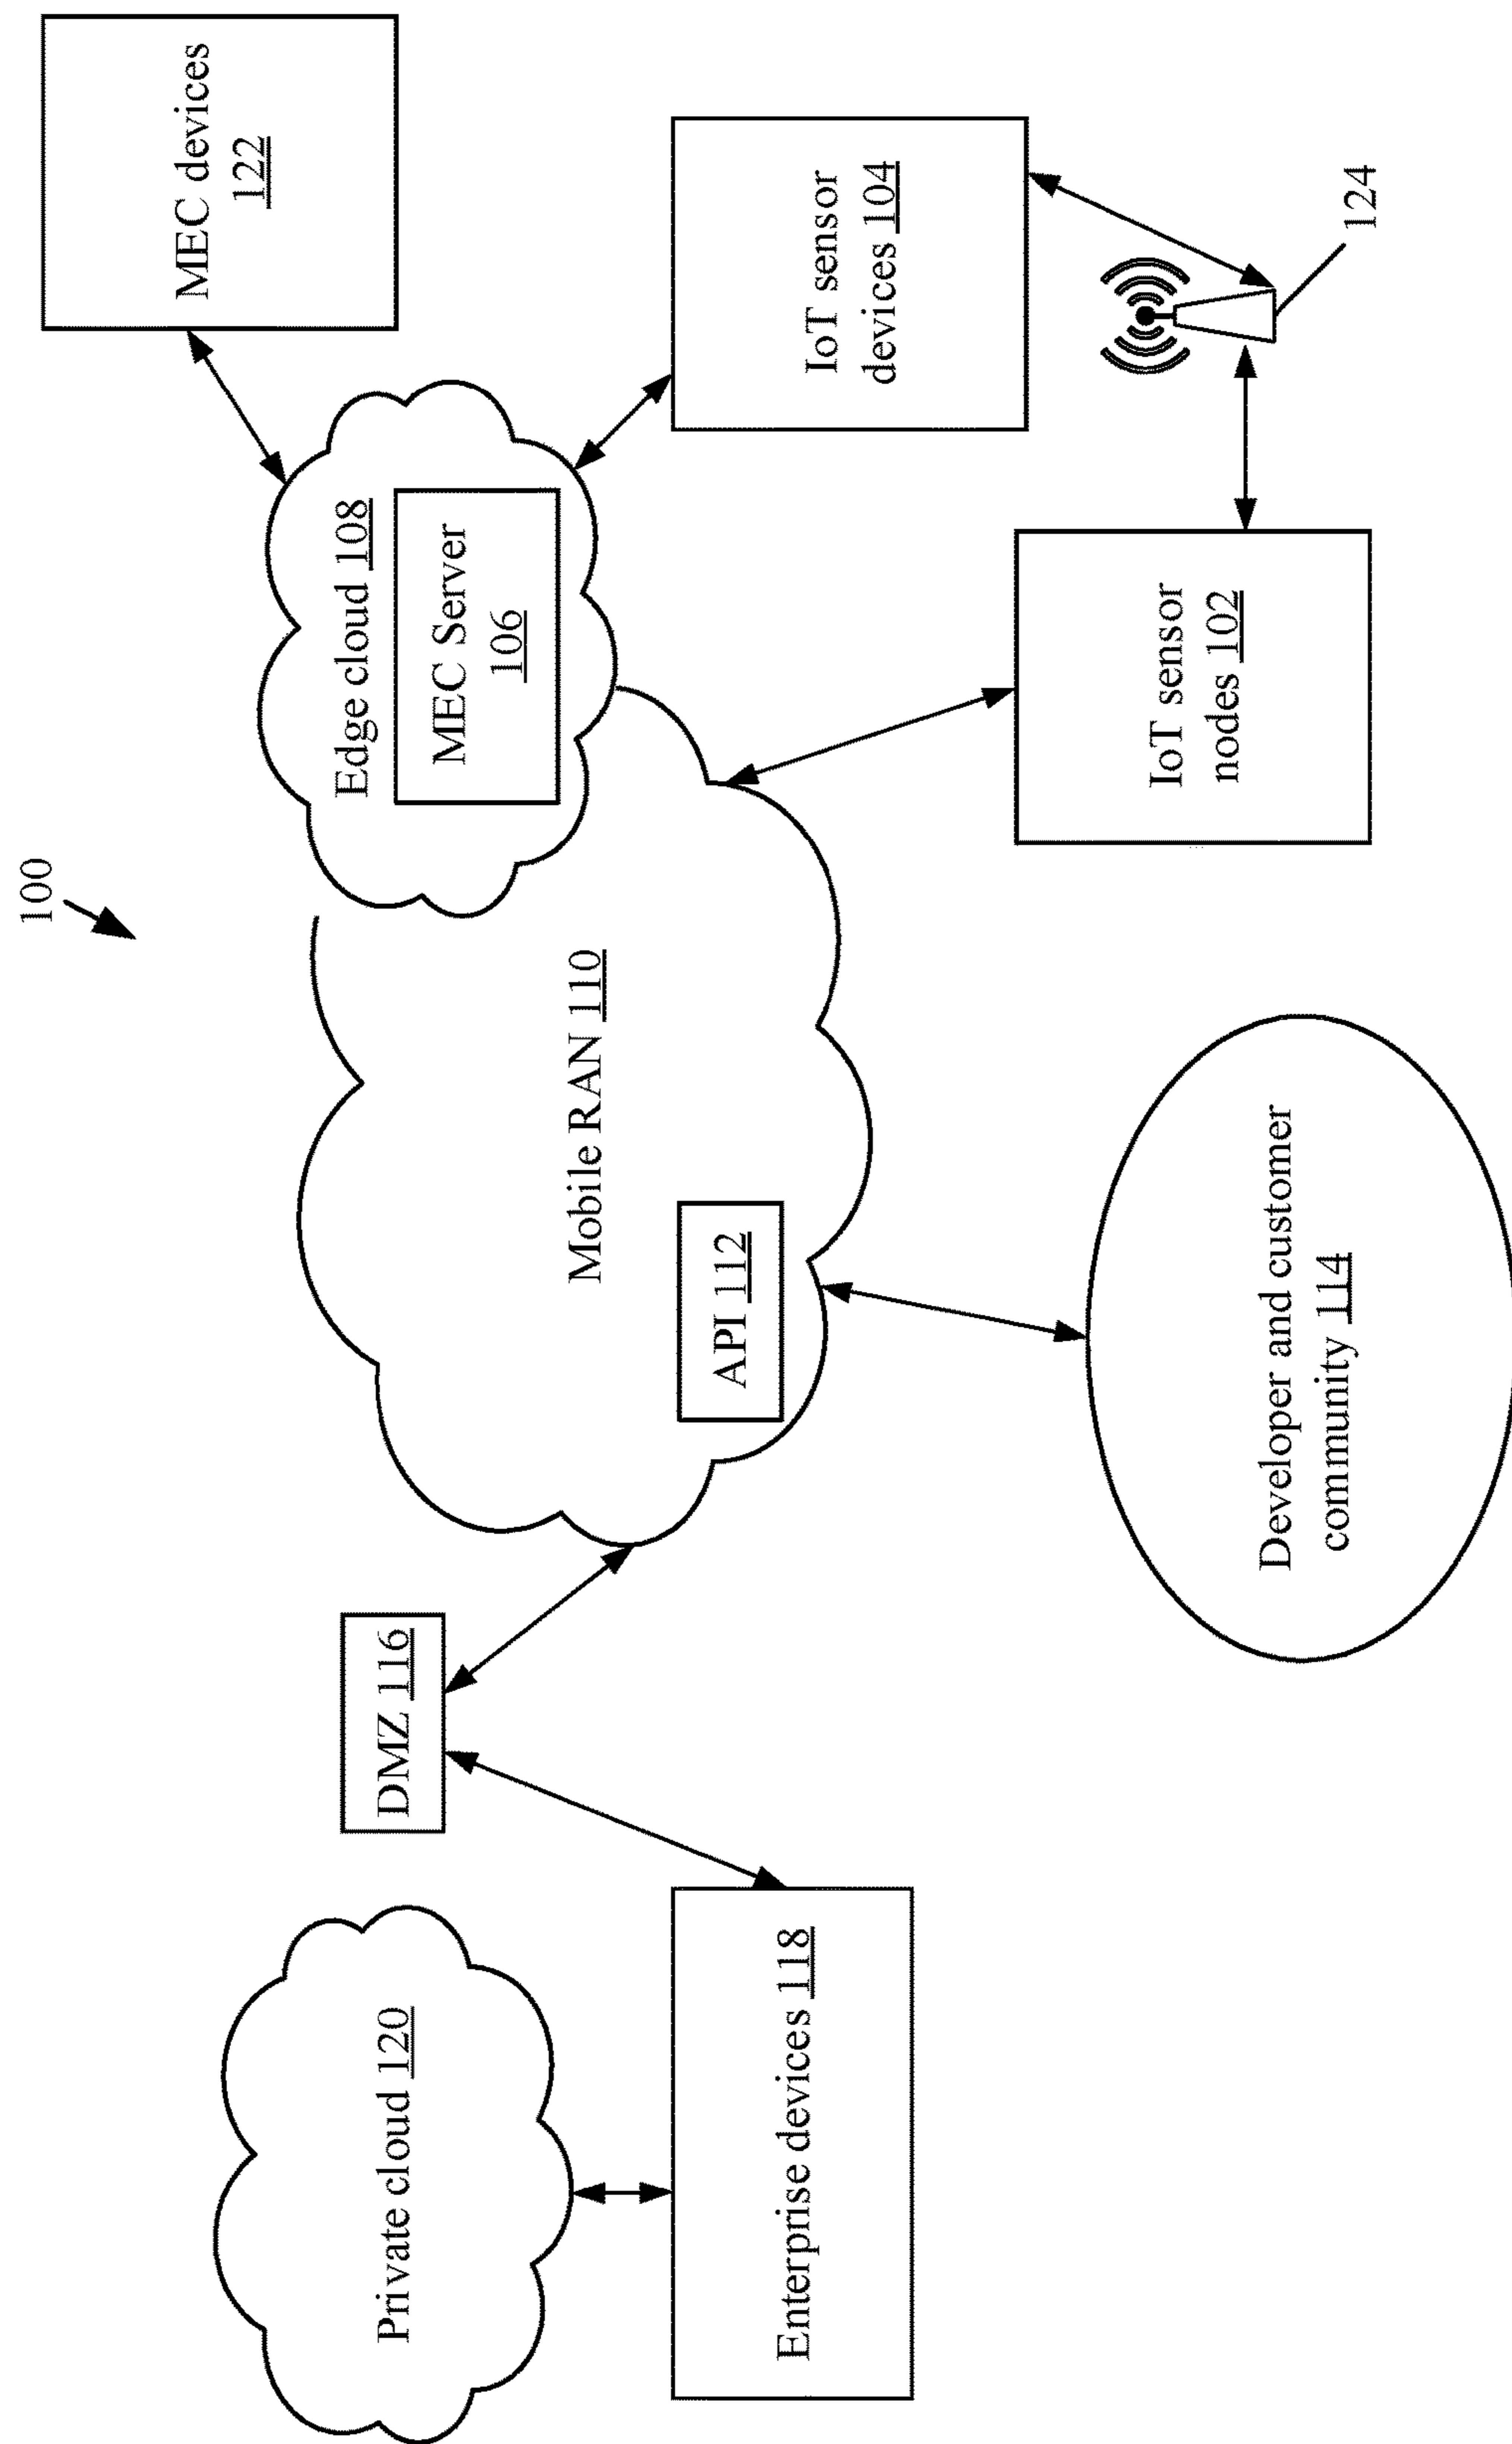 100
Private cloud 120
Enterprise devices 118
DMZ 116
Mobile RAN 110
API 112
Developer and customer
community 114
Edge cloud 108
MEC Server
106
MEC devices
122
IoT sensor
devices 104
IoT sensor
nodes 102
124